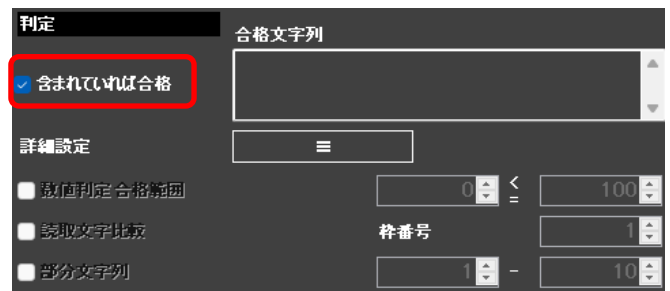 判定
合格文字列
含まれていれば合格
詳細設定
≡
数値判定 合格範囲 0 <= 100
読取文字比較 枠番号 1
部分文字列 1 - 10